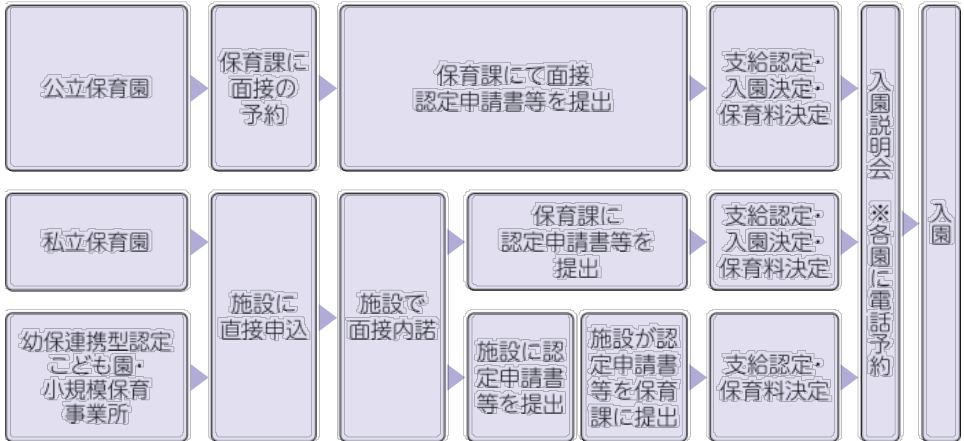 公立保育園
保育課に
面接の
予約
保育課にて面接
認定申請書等を提出
支給認定・
入園決定・
保育料決定
私立保育園
幼保連携型認定
こども園・
小規模保育
事業所
施設に
直接申込
施設で
面接内諾
保育課に
認定申請書等を
提出
支給認定・
入園決定・
保育料決定
施設に認
定申請書
等を提出
施設が認
定申請書
等を保育
課に提出
支給認定・
保育料決定
入園説明会　※各園に電話予約
入園